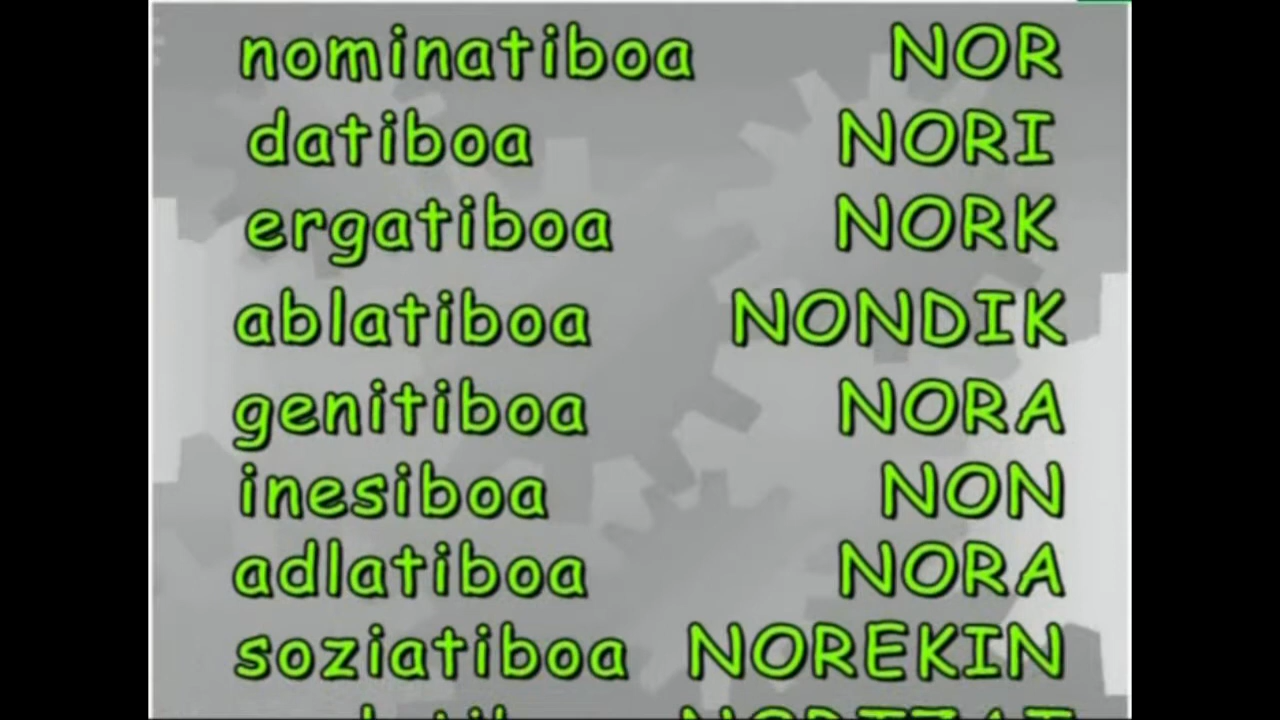 nominatiboa NOR
datiboa NORI
ergatiboa NORK
ablatiboa NONDIK
genitiboa NORA
inesiboa NON
adlatiboa NORA
soziatiboa NOREKIN